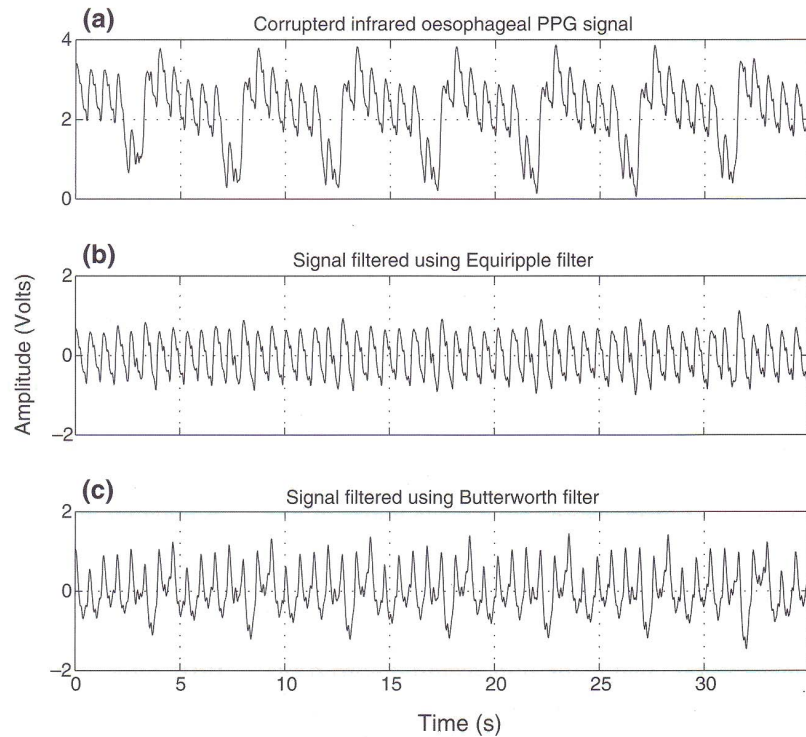 (a)
Corrupterd infrared oesophageal PPG signal
4
2
0
(b)
Signal filtered using Equiripple filter
2
0
–2
Amplitude (Volts)
(c)
Signal filtered using Butterworth filter
2
0
–2
0 5 10 15 20 25 30
Time (s)